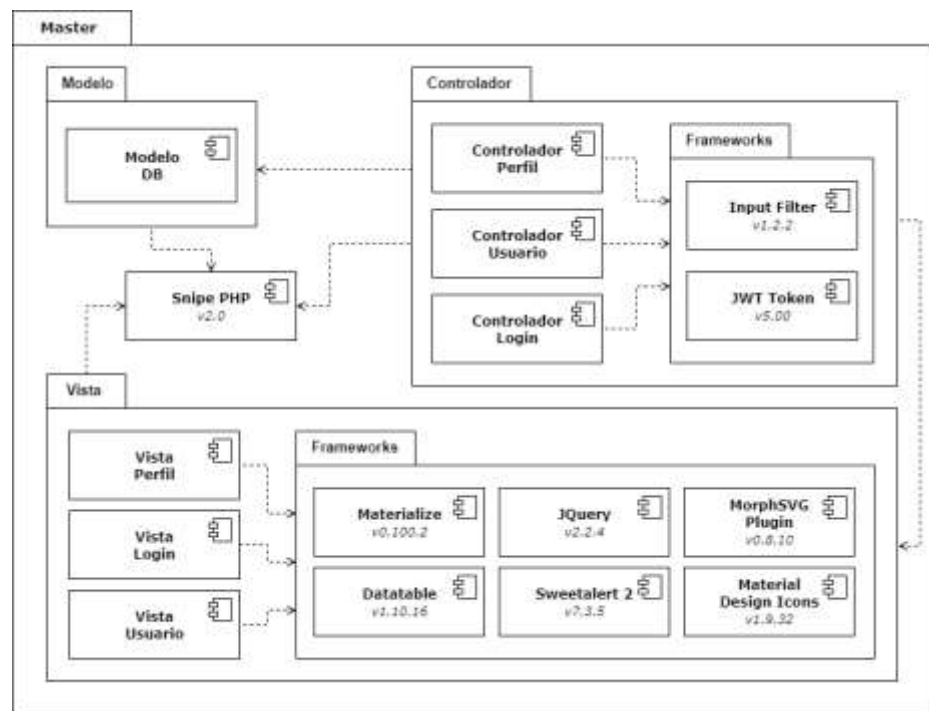 Master
Modelo
Modelo
DB
Controlador
Controlador
Perfil
Controlador
Usuario
Controlador
Login
Frameworks
Input Filter
v1.2.2
JWT Token
v5.00
Snipe PHP
v2.0
Vista
Vista
Perfil
Vista
Login
Vista
Usuario
Frameworks
Materialize
v0.100.2
JQuery
v2.2.4
MorphSVG
Plugin
v0.8.10
Datatable
v1.10.16
Sweetalert 2
v7.3.5
Material
Design Icons
v1.9.32